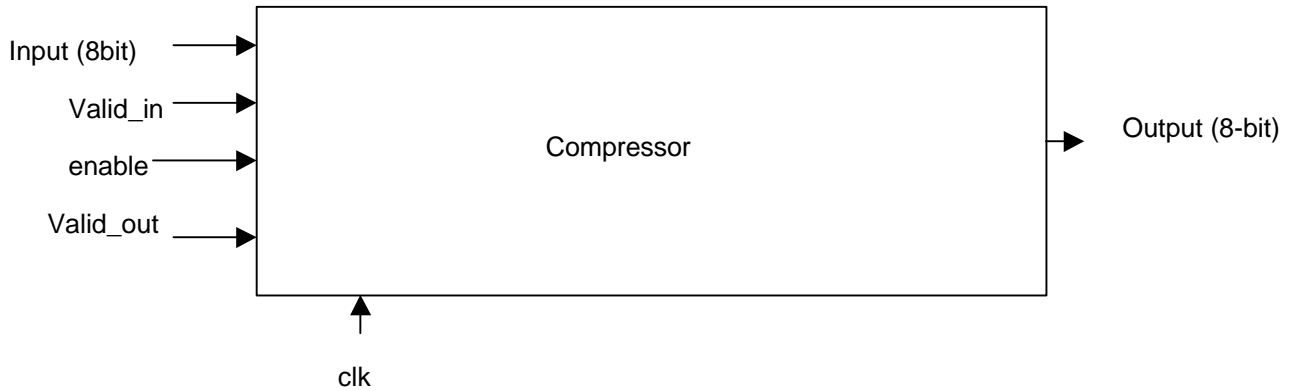 Input (8bit)
Valid_in
enable
Valid_out
Compressor
Output (8-bit)
clk